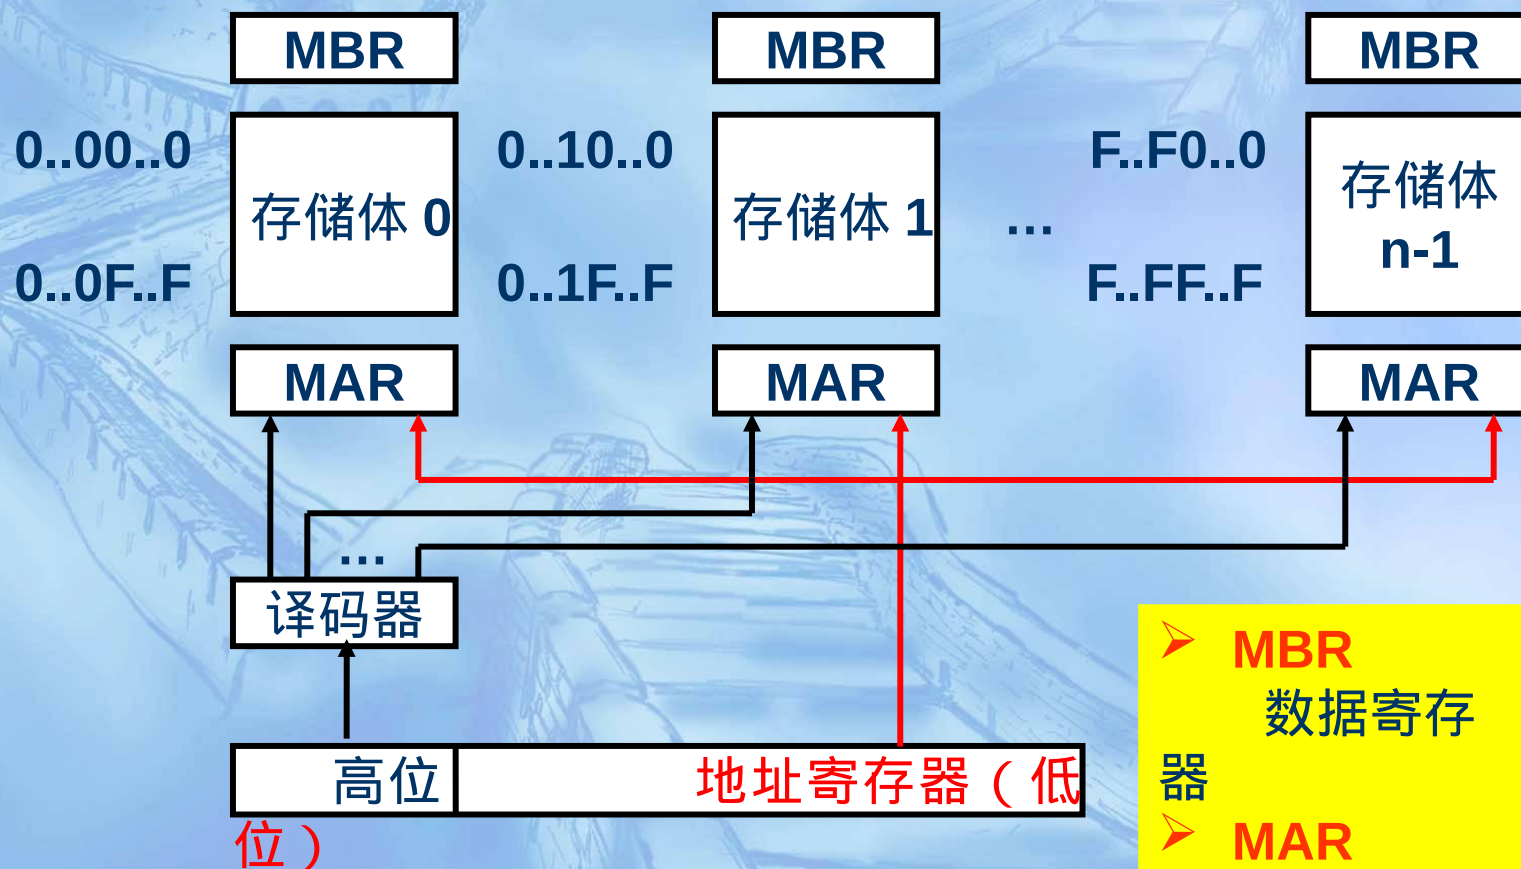 MBR MBR MBR
0..00..0 0..10..0 F..F0..0
存储体 0 存储体 1 … 存储体
n-1
0..0F..F 0..1F..F F..FF..F
MAR MAR MAR
…
译码器
高位 地址寄存器（低
位）
MBR
数据寄存
器
MAR